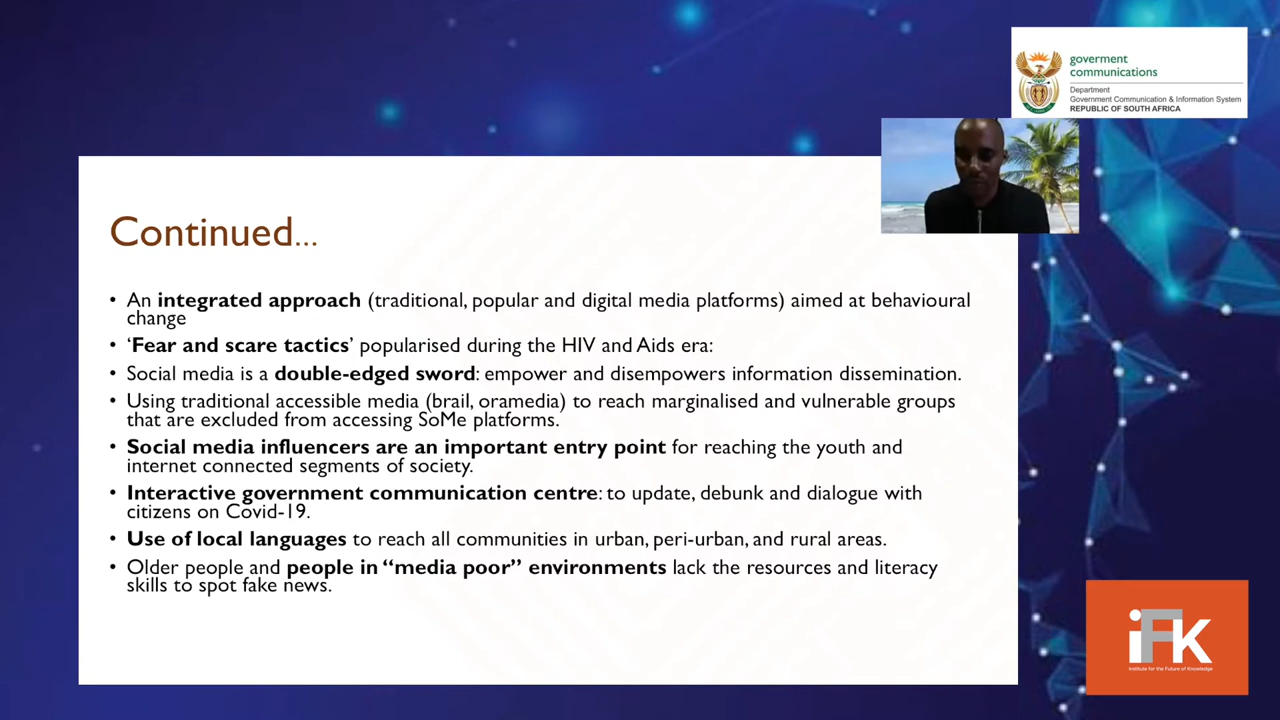 goverment
communications
Department
Government Communication & Information System
REPUBLIC OF SOUTH AFRICA
Continued...
• An integrated approach (traditional, popular and digital media platforms) aimed at behavioural
change
• ‘Fear and scare tactics’ popularised during the HIV and Aids era:
• Social media is a double-edged sword: empower and disempowers information dissemination.
• Using traditional accessible media (brail, oramedia) to reach marginalised and vulnerable groups
that are excluded from accessing SoMe platforms.
• Social media influencers are an important entry point for reaching the youth and
internet connected segments of society.
• Interactive government communication centre: to update, debunk and dialogue with
citizens on Covid-19.
• Use of local languages to reach all communities in urban, peri-urban, and rural areas.
• Older people and people in “media poor” environments lack the resources and literacy
skills to spot fake news.
iFK
Institute for the Future of Knowledge